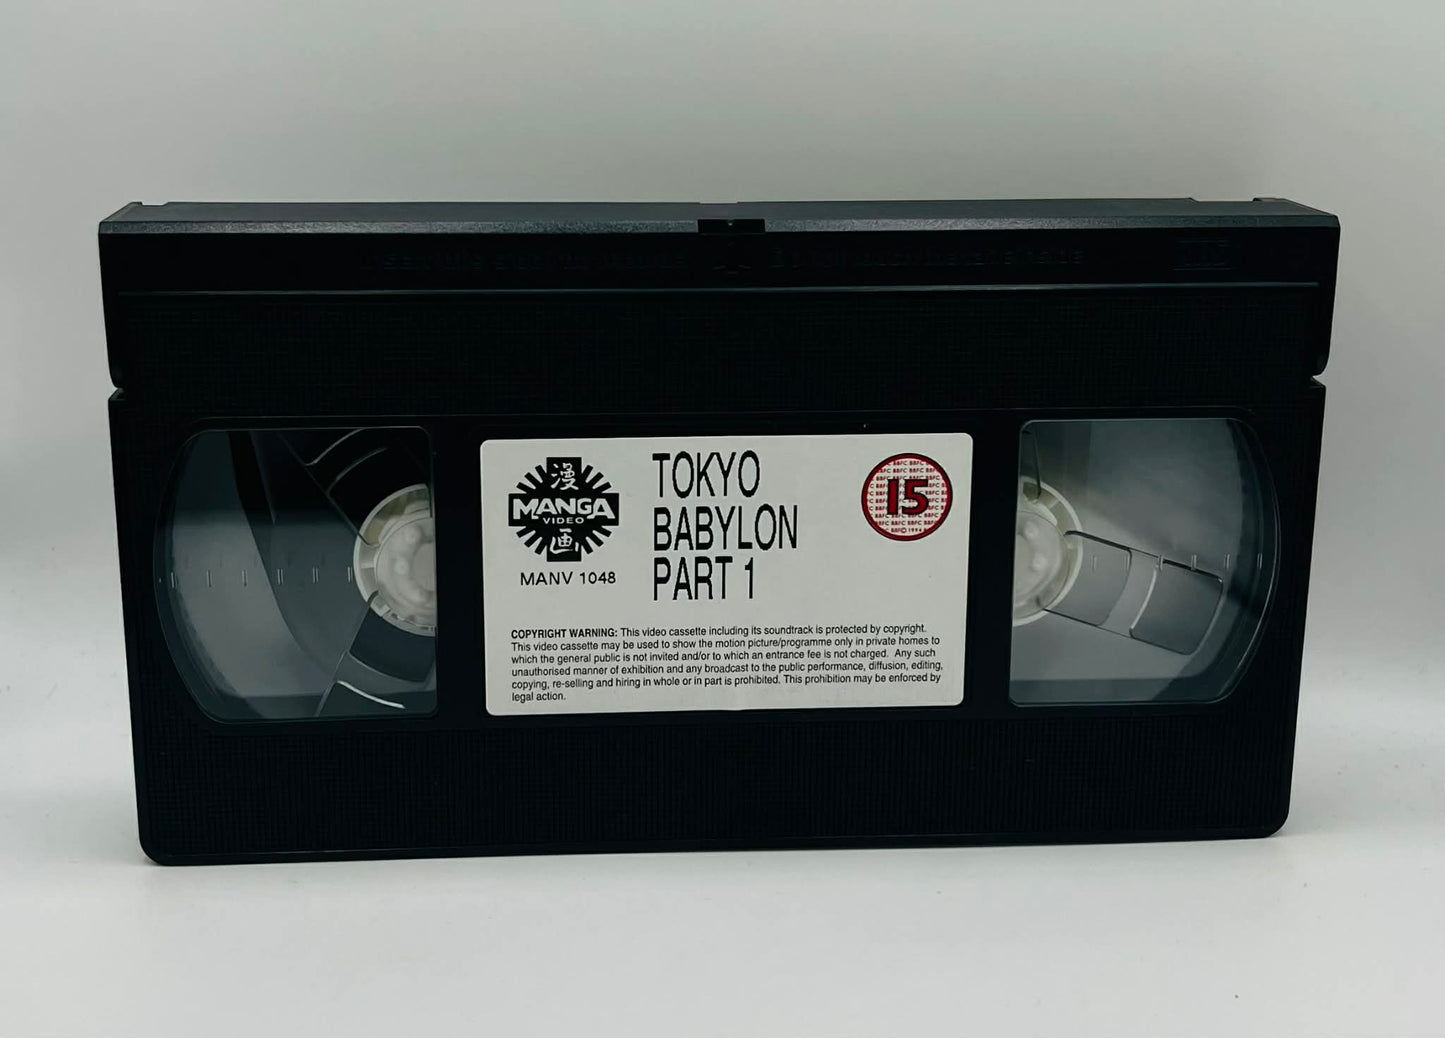 漫
MANGA
VIDEO
画
MANV 1048
TOKYO
BABYLON
PART 1
15
COPYRIGHT WARNING: This video cassette including its soundtrack is protected by copyright.
This video cassette may be used to show the motion picture/programme only in private homes to
which the general public is not invited and/or to which an entrance fee is not charged. Any such
unauthorised manner of exhibition and any broadcast to the public performance, diffusion, editing,
copying, re-selling and hiring in whole or in part is prohibited. This prohibition may be enforced by
legal action.